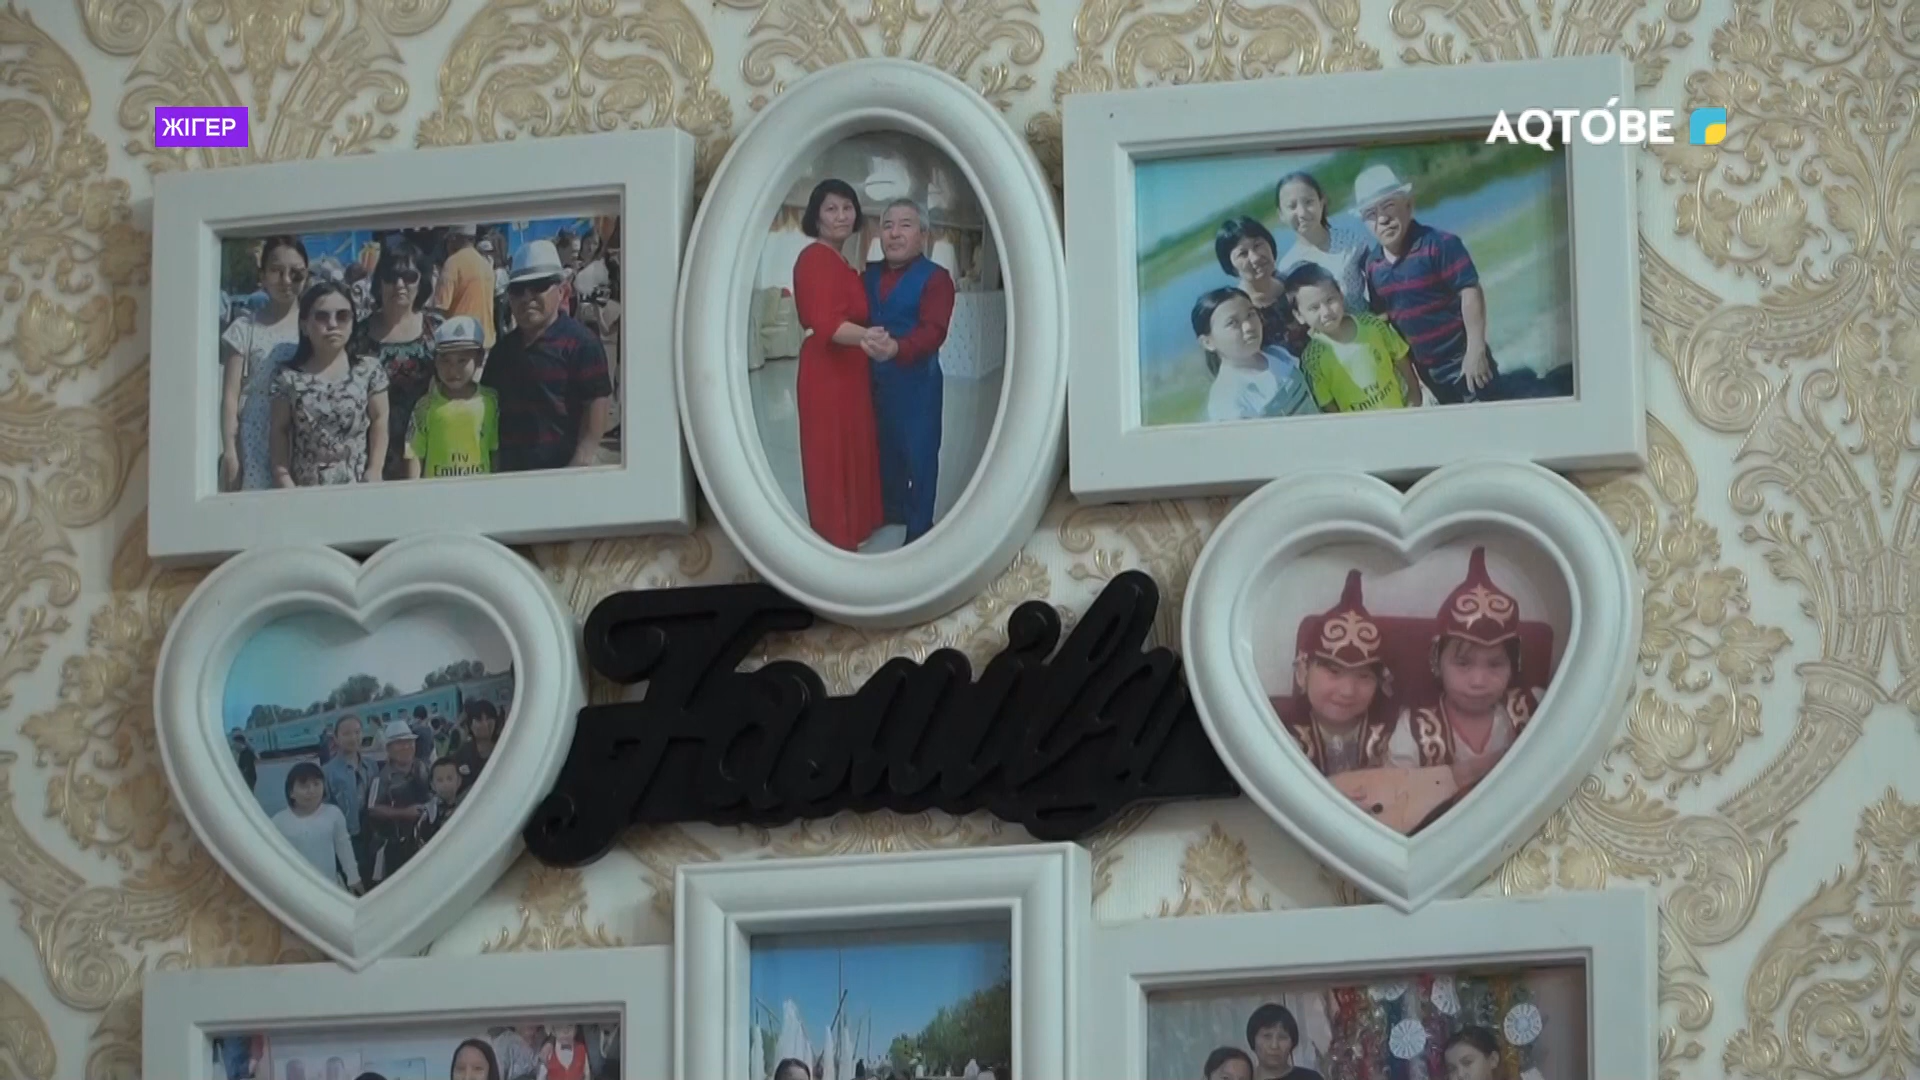 ЖІГЕР
AQTÓBE
Fly
Emirates
Fly
Emirates
Family